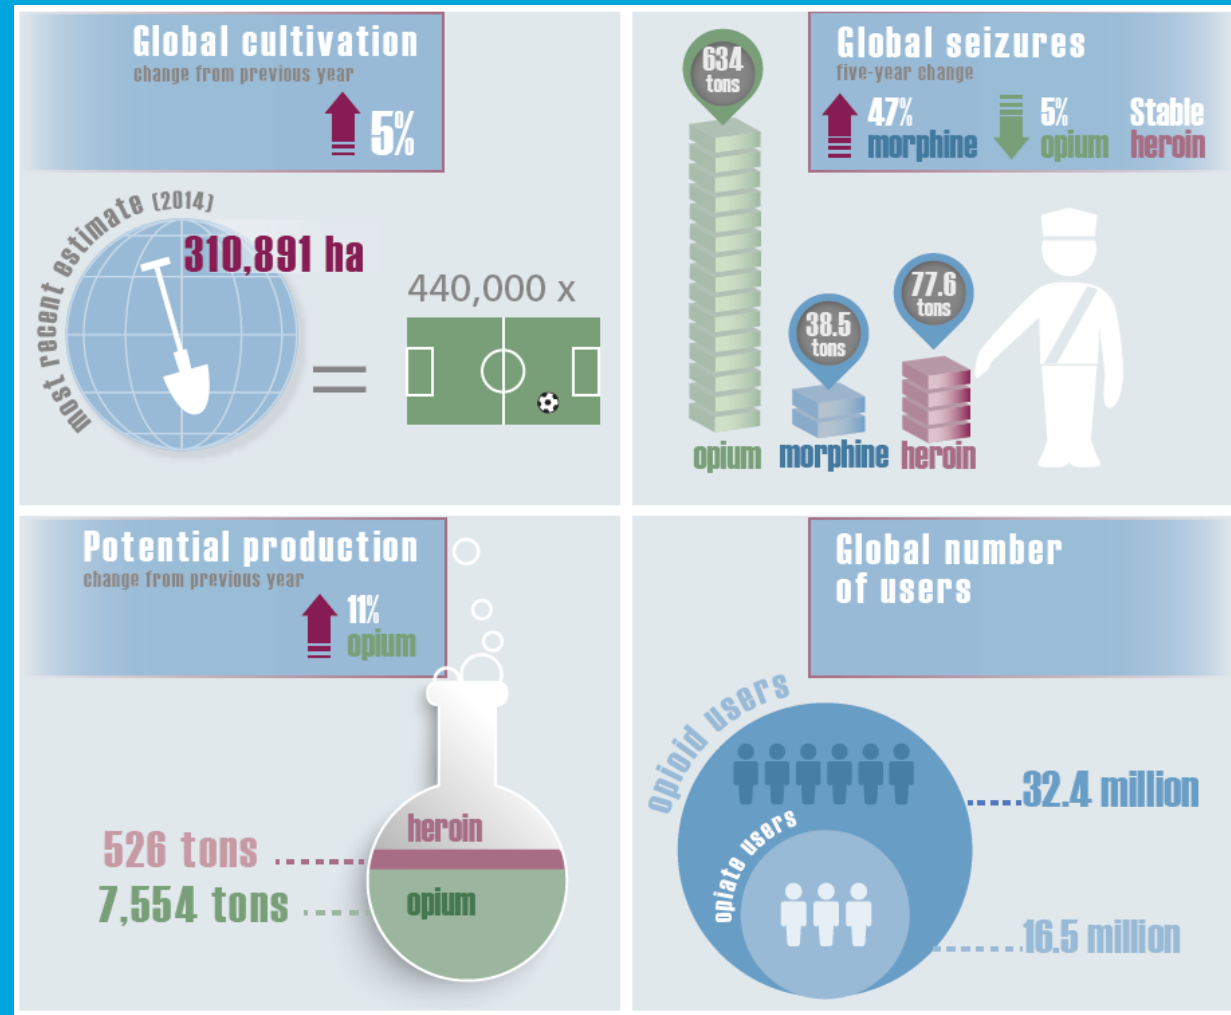 Global cultivation
change from previous year
5%
most recent estimate (2014)
310,891 ha
440,000 x
=
Global seizures
five-year change
47%
morphine
5%
opium
Stable
heroin
634
tons
38.5
tons
77.6
tons
opium
morphine
heroin
Potential production
change from previous year
11%
opium
heroin
526 tons
7,554 tons
opium
Global number
of users
opioid users
32.4 million
opiate users
16.5 million